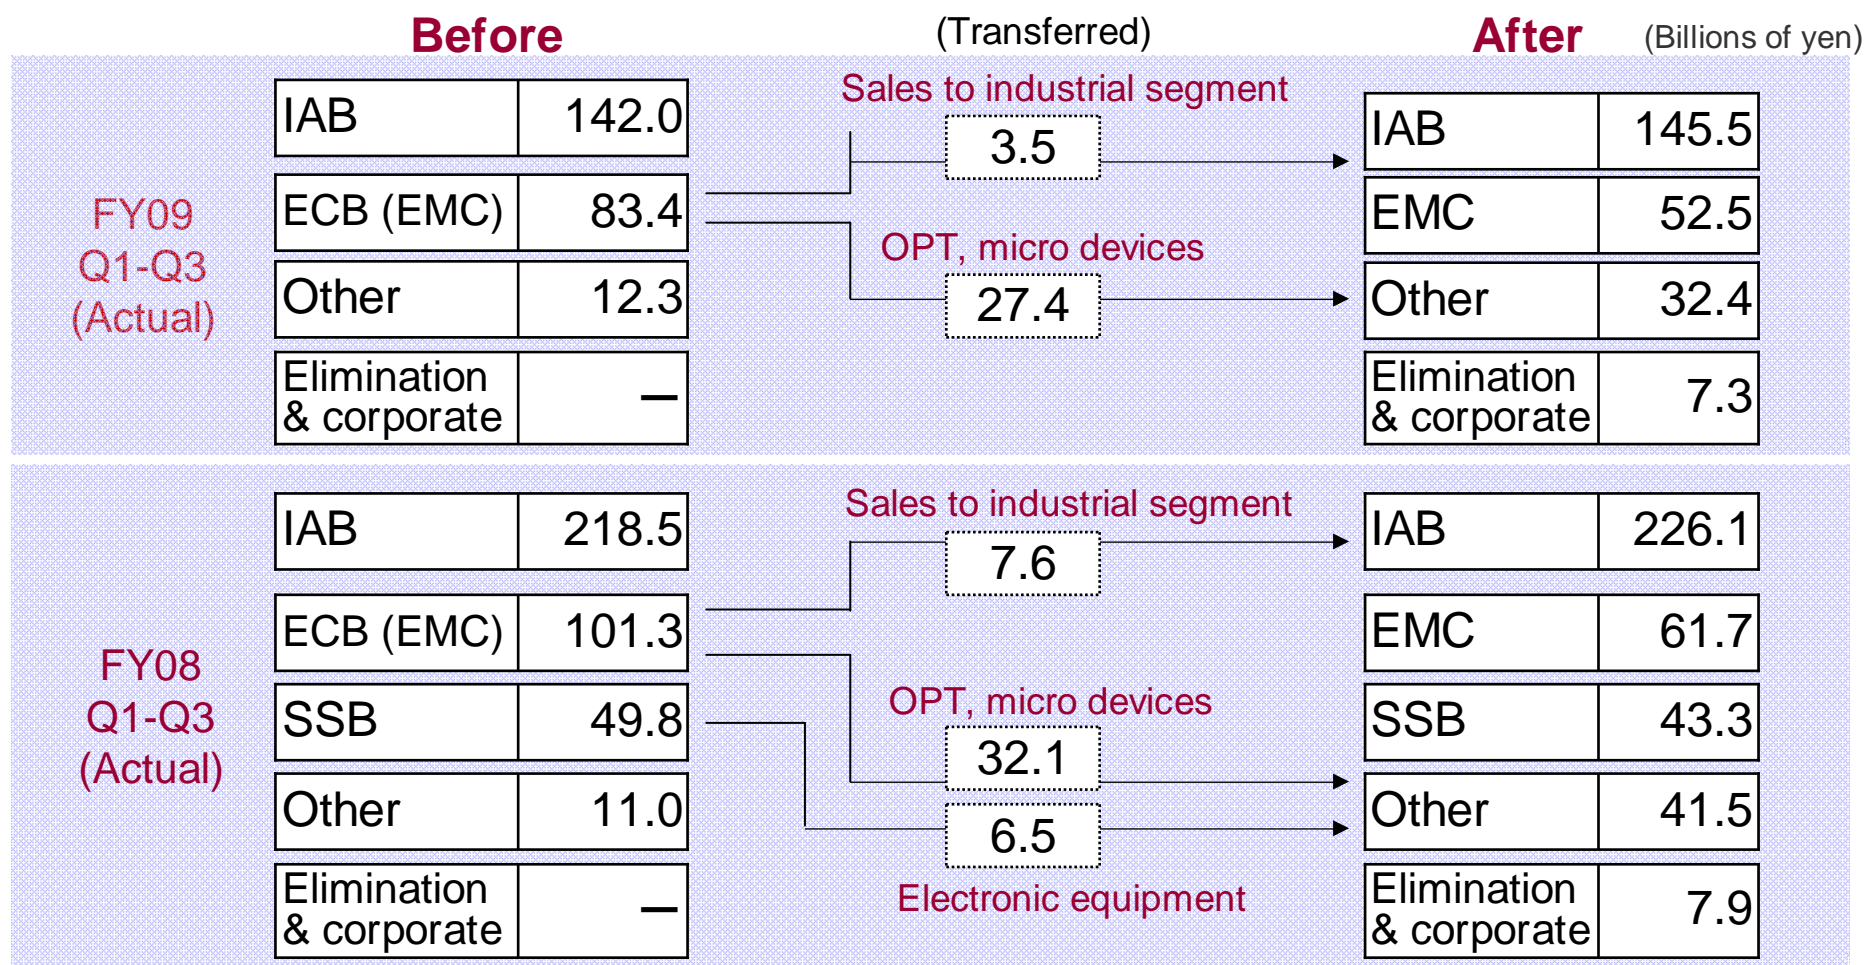 Before (Transferred) After (Billions of yen)
Sales to industrial segment
IAB 142.0 3.5 IAB 145.5
FY09
Q1-Q3
(Actual)
ECB (EMC) 83.4 EMC 52.5
OPT, micro devices
Other 12.3 27.4 Other 32.4
Elimination
& corporate – Elimination
& corporate 7.3
Sales to industrial segment
IAB 218.5 7.6 IAB 226.1
ECB (EMC) 101.3 EMC 61.7
FY08
Q1-Q3
(Actual)
OPT, micro devices
SSB 49.8 32.1 SSB 43.3
Other 11.0 6.5 Other 41.5
Electronic equipment
Elimination
& corporate – Elimination
& corporate 7.9